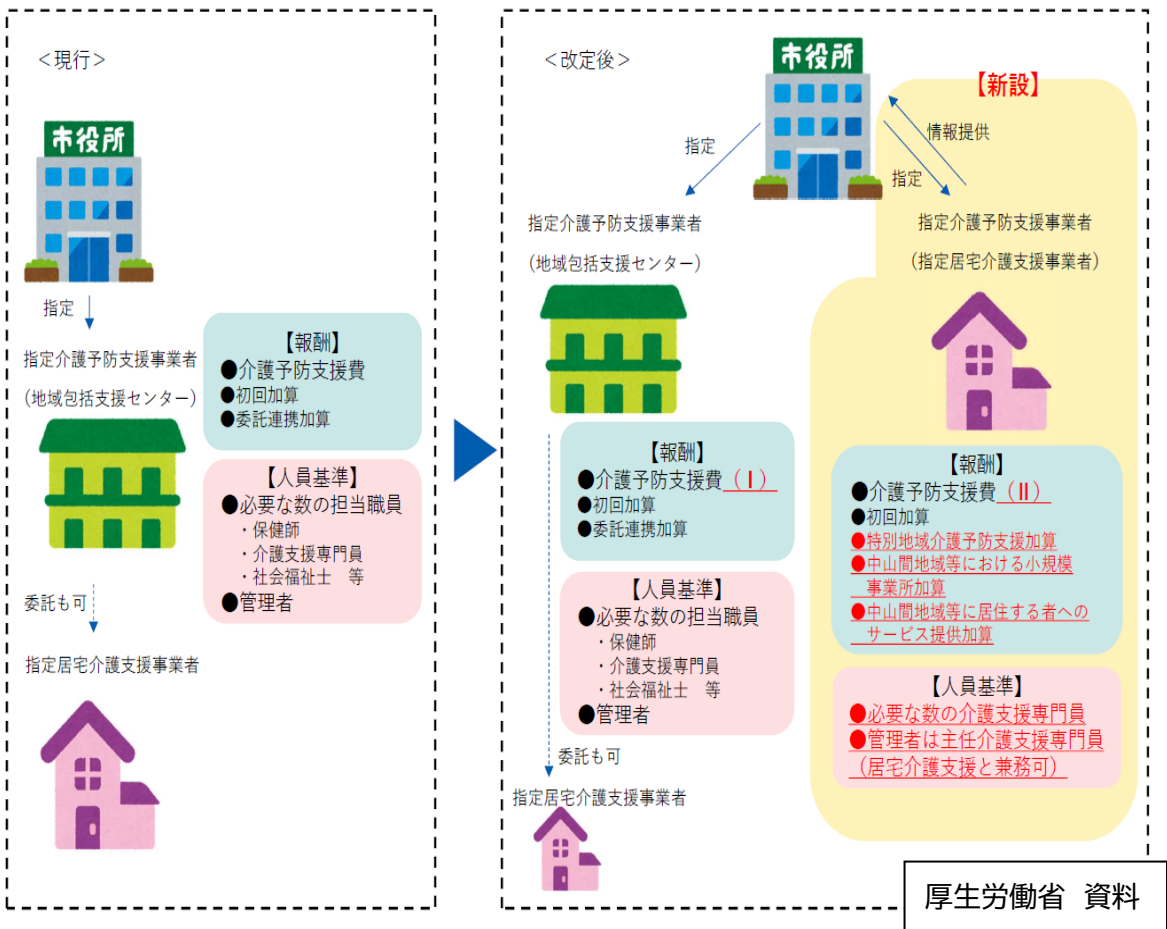 ＜現行＞
市役所
指定
指定介護予防支援事業者
（地域包括支援センター）
【報酬】
●介護予防支援費
●初回加算
●委託連携加算
【人員基準】
●必要な数の担当職員
・保健師
・介護支援専門員
・社会福祉士　等
●管理者
委託も可
指定居宅介護支援事業者
＜改定後＞
市役所
指定
指定介護予防支援事業者
（地域包括支援センター）
【報酬】
●介護予防支援費（Ⅰ）
●初回加算
●委託連携加算
【人員基準】
●必要な数の担当職員
・保健師
・介護支援専門員
・社会福祉士　等
●管理者
委託も可
指定居宅介護支援事業者
【新設】
情報提供
指定
指定介護予防支援事業者
（指定居宅介護支援事業者）
【報酬】
●介護予防支援費（Ⅱ）
●初回加算
●特別地域介護予防支援加算
●中山間地域等における小規模
事業所加算
●中山間地域等に居住する者への
サービス提供加算
【人員基準】
●必要な数の介護支援専門員
●管理者は主任介護支援専門員
（居宅介護支援と兼務可）
厚生労働省　資料